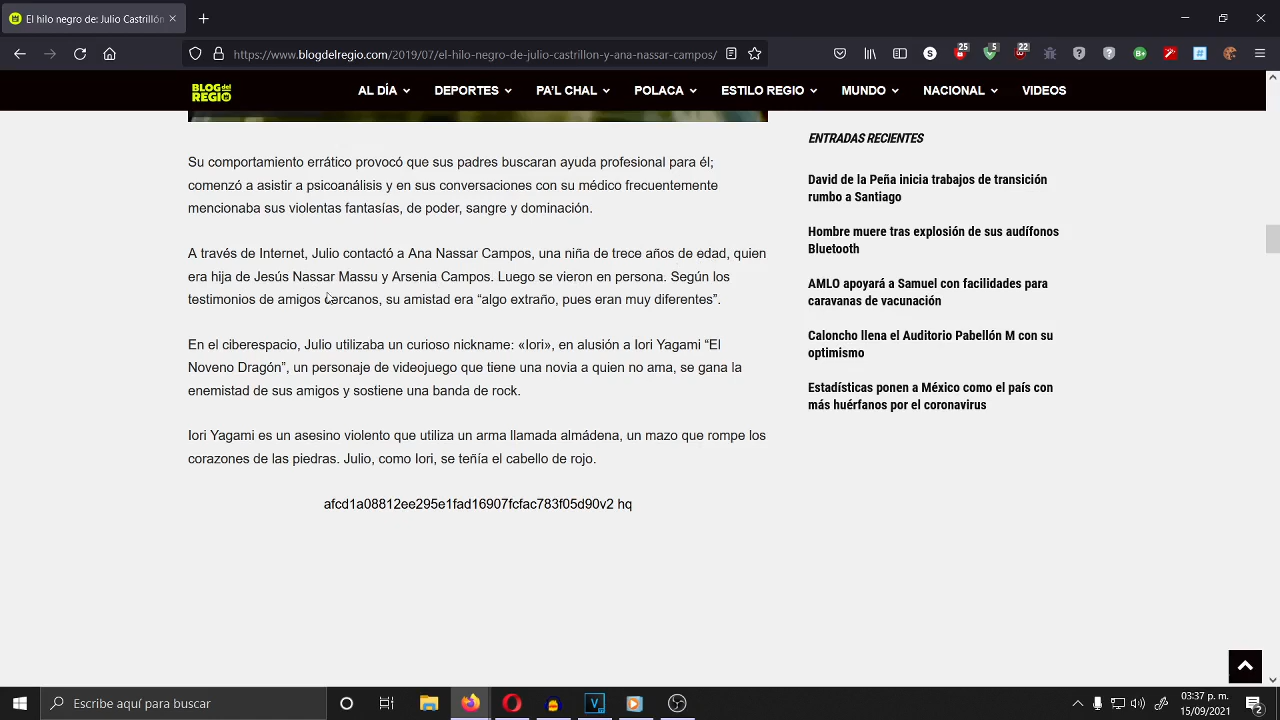 El hilo negro de: Julio Castrillón
https://www.blogdelregio.com/2019/07/el-hilo-negro-de-julio-castrillon-y-ana-nassar-campos/
25
5
22
BLOG del
REGIO
AL DÍA
DEPORTES
PA'L CHAL
FOLACA
ESTILO REGIO
MUNDO
NACIONAL
VIDEOS
Su comportamiento errático provocó que sus padres buscaran ayuda profesional para él;
comenzó a asistir a psicoanálisis y en sus conversaciones con su médico frecuentemente
mencionaba sus violentas fantasías, de poder, sangre y dominación.
A través de Internet, Julio contactó a Ana Nassar Campos, una niña de trece años de edad, quien
era hija de Jesús Nassar Massu y Arsenia Campos. Luego se vieron en persona. Según los
testimonios de amigos cercanos, su amistad era “algo extraño, pues eran muy diferentes”.
En el ciberespacio, Julio utilizaba un curioso nickname: «Iori», en alusión a Iori Yagami “El
Noveno Dragón”, un personaje de videojuego que tiene una novia a quien no ama, se gana la
enemistad de sus amigos y sostiene una banda de rock.
Iori Yagami es un asesino violento que utiliza un arma llamada almádena, un mazo que rompe los
corazones de las piedras. Julio, como Iori, se teñía el cabello de rojo.
afcd1a08812ee295e1fad16907fcfac783f05d90v2 hq
ENTRADAS RECIENTES
David de la Peña inicia trabajos de transición
rumbo a Santiago
Hombre muere tras explosión de sus audífonos
Bluetooth
AMLO apoyará a Samuel con facilidades para
caravanas de vacunación
Caloncho llena el Auditorio Pabellón M con su
optimismo
Estadísticas ponen a México como el país con
más huérfanos por el coronavirus
Escribe aquí para buscar
03:37 p. m.
15/09/2021
2